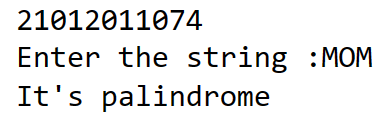 21012011074
Enter the string :MOM
It's palindrome